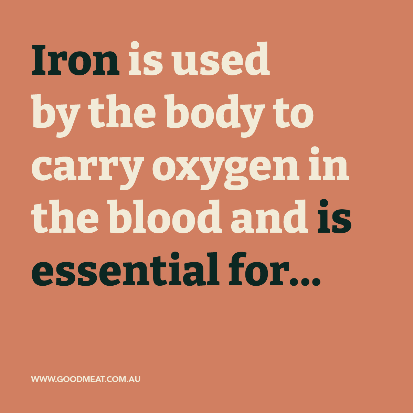 Iron is used
by the body to
carry oxygen in
the blood and is
essential for...
WWW.GOODMEAT.COM.AU